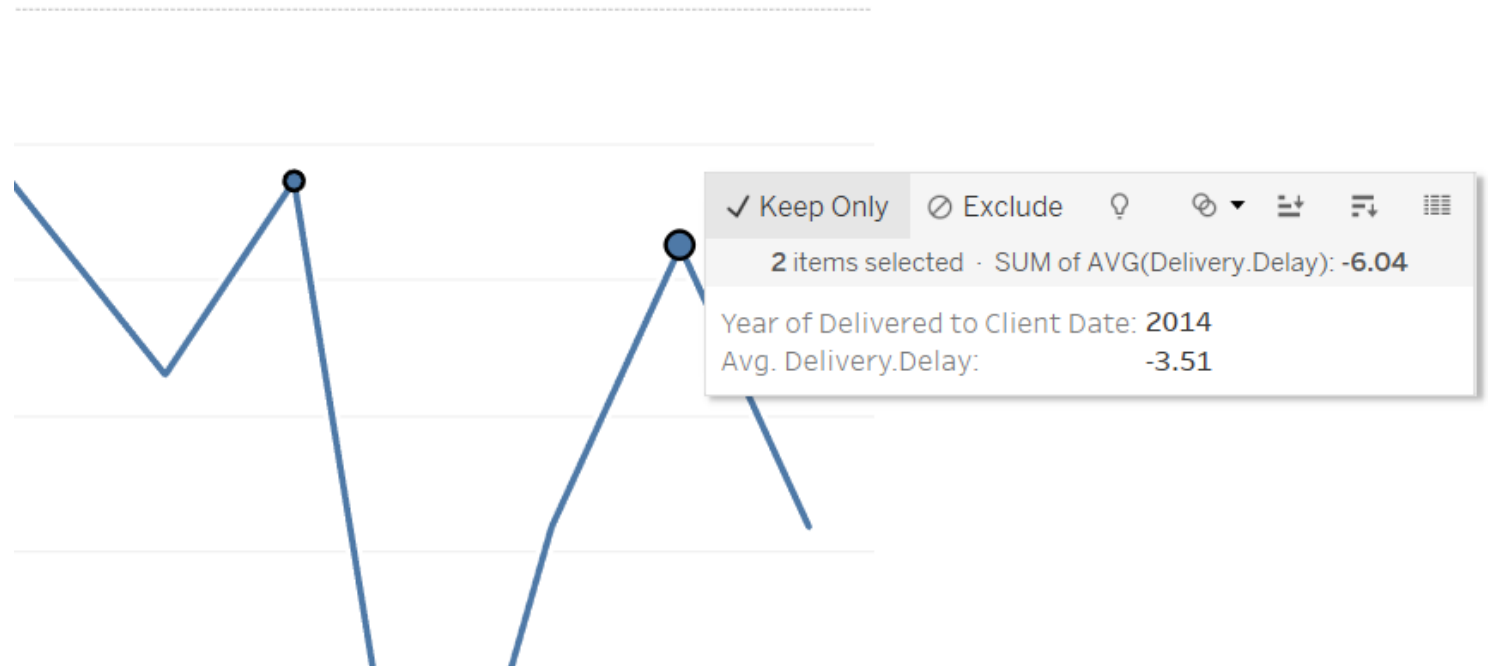 Keep Only Exclude
2 items selected · SUM of AVG(Delivery.Delay): -6.04
Year of Delivered to Client Date: 2014
Avg. Delivery.Delay: -3.51